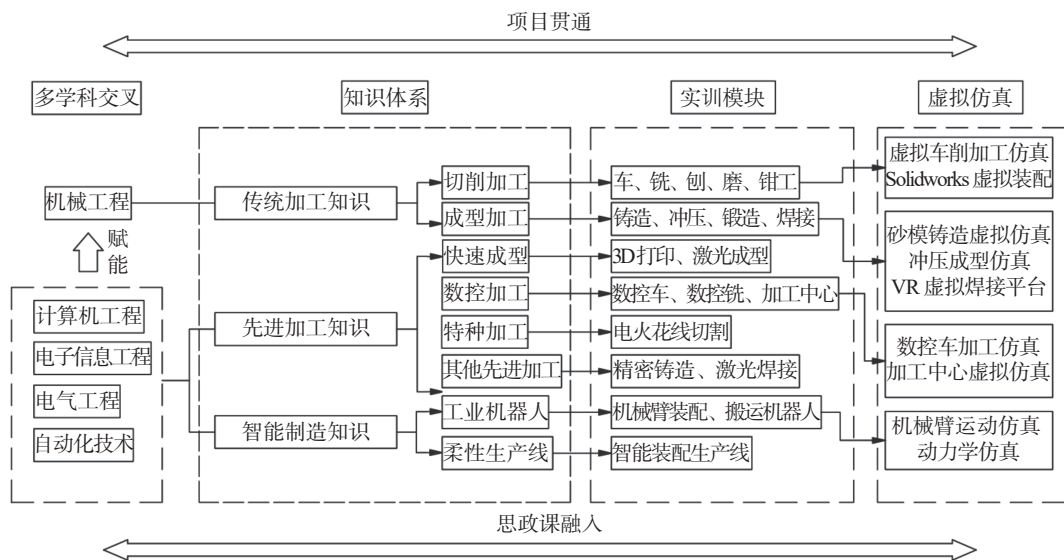 项目贯通
多学科交叉
知识体系
实训模块
虚拟仿真
机械工程
赋
能
计算机工程
电子信息工程
电气工程
自动化技术
传统加工知识
先进加工知识
智能制造知识
切削加工
成型加工
快速成型
数控加工
特种加工
其他先进加工
工业机器人
柔性生产线
车、铣、刨、磨、钳工
铸造、冲压、锻造、焊接
3D打印、激光成型
数控车、数控铣、加工中心
电火花线切割
精密铸造、激光焊接
机械臂装配、搬运机器人
智能装配生产线
虚拟车削加工仿真
Solidworks 虚拟装配
砂模铸造虚拟仿真
冲压成型仿真
VR 虚拟焊接平台
数控车加工仿真
加工中心虚拟仿真
机械臂运动仿真
动力学仿真
思政课融入